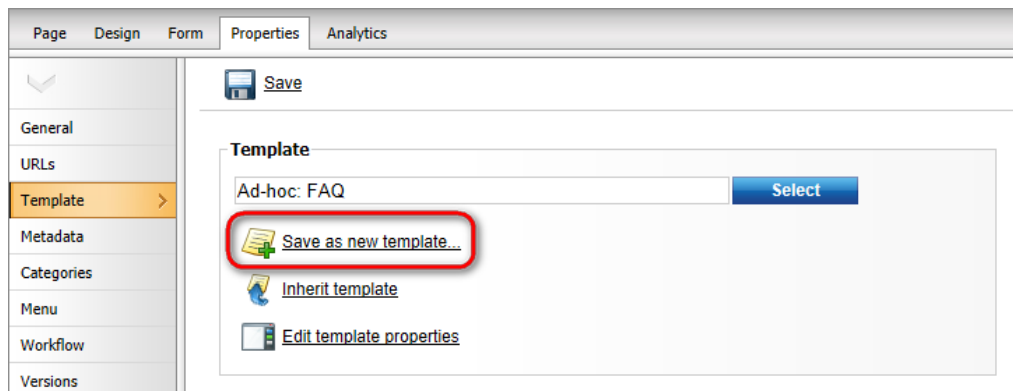 Page Design Form Properties Analytics
Save
General
URLs
Template
Metadata
Categories
Menu
Workflow
Versions
Template
Ad-hoc: FAQ Select
Save as new template...
Inherit template
Edit template properties